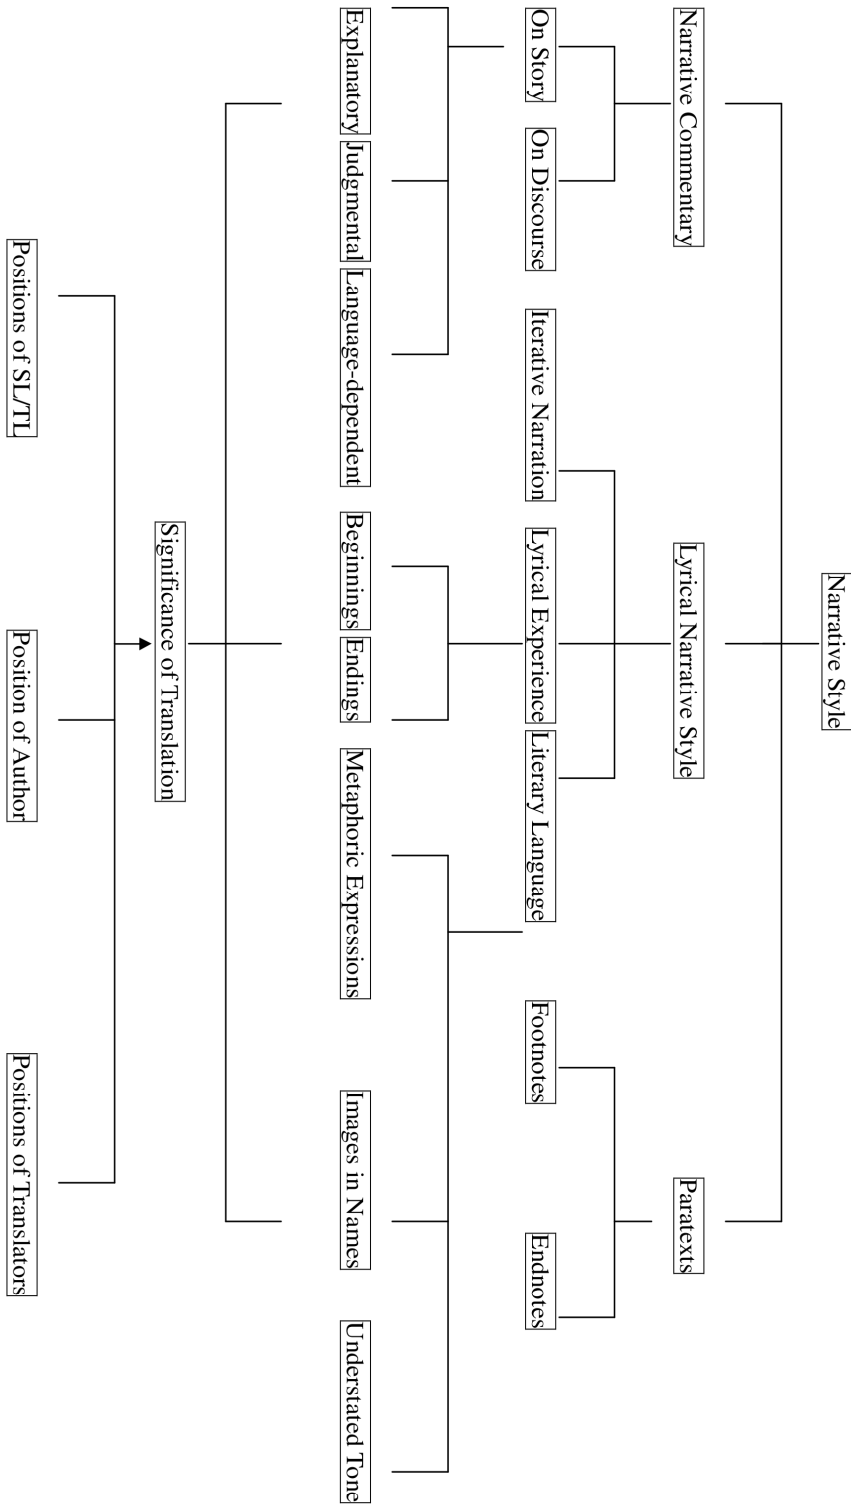 Narrative Style
Narrative Commentary
Lyrical Narrative Style
Paratexts
On Story
On Discourse
Iterative Narration
Lyrical Experience
Literary Language
Footnotes
Endnotes
Explanatory
Judgmental
Language-dependent
Beginnings
Endings
Metaphoric Expressions
Images in Names
Understated Tone
Significance of Translation
Positions of SL/TL
Position of Author
Positions of Translators